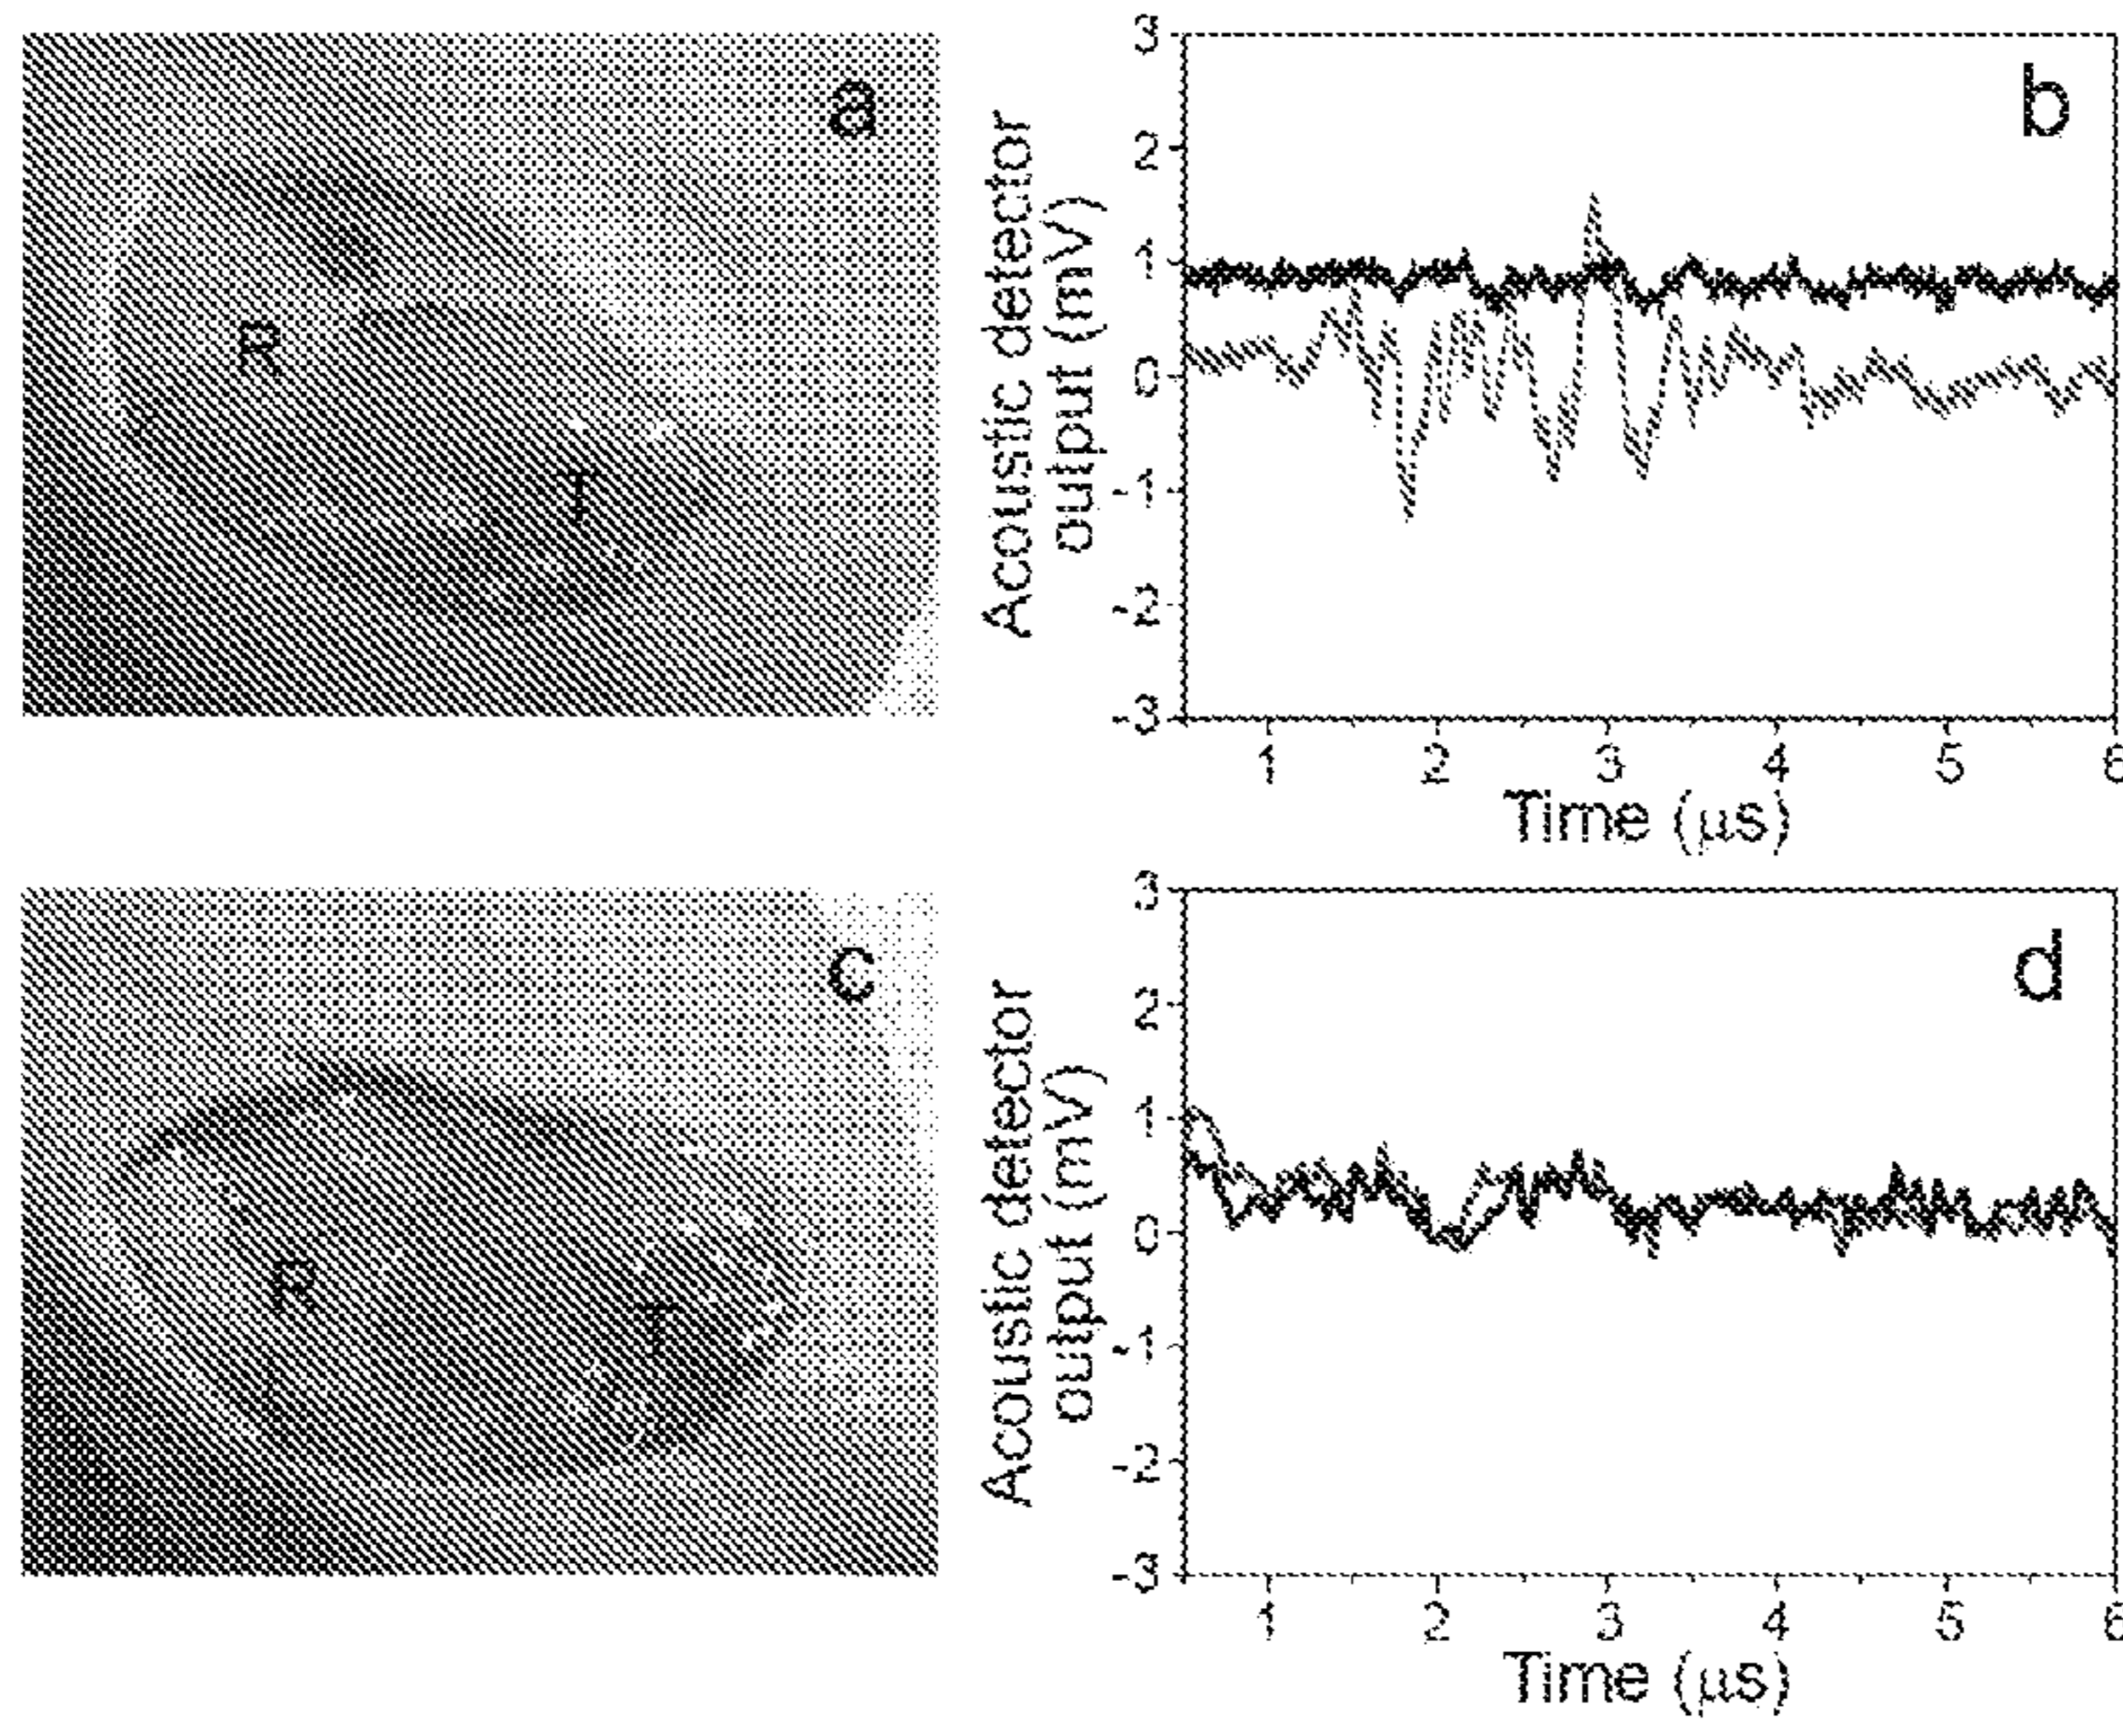 a
R
T
b
3
2
1
0
-1
-2
-3
Acoustic detector
output (mV)
1 2 3 4 5 6
Time (μs)
c
R
T
d
3
2
1
0
-1
-2
-3
Acoustic detector
output (mV)
1 2 3 4 5 6
Time (μs)